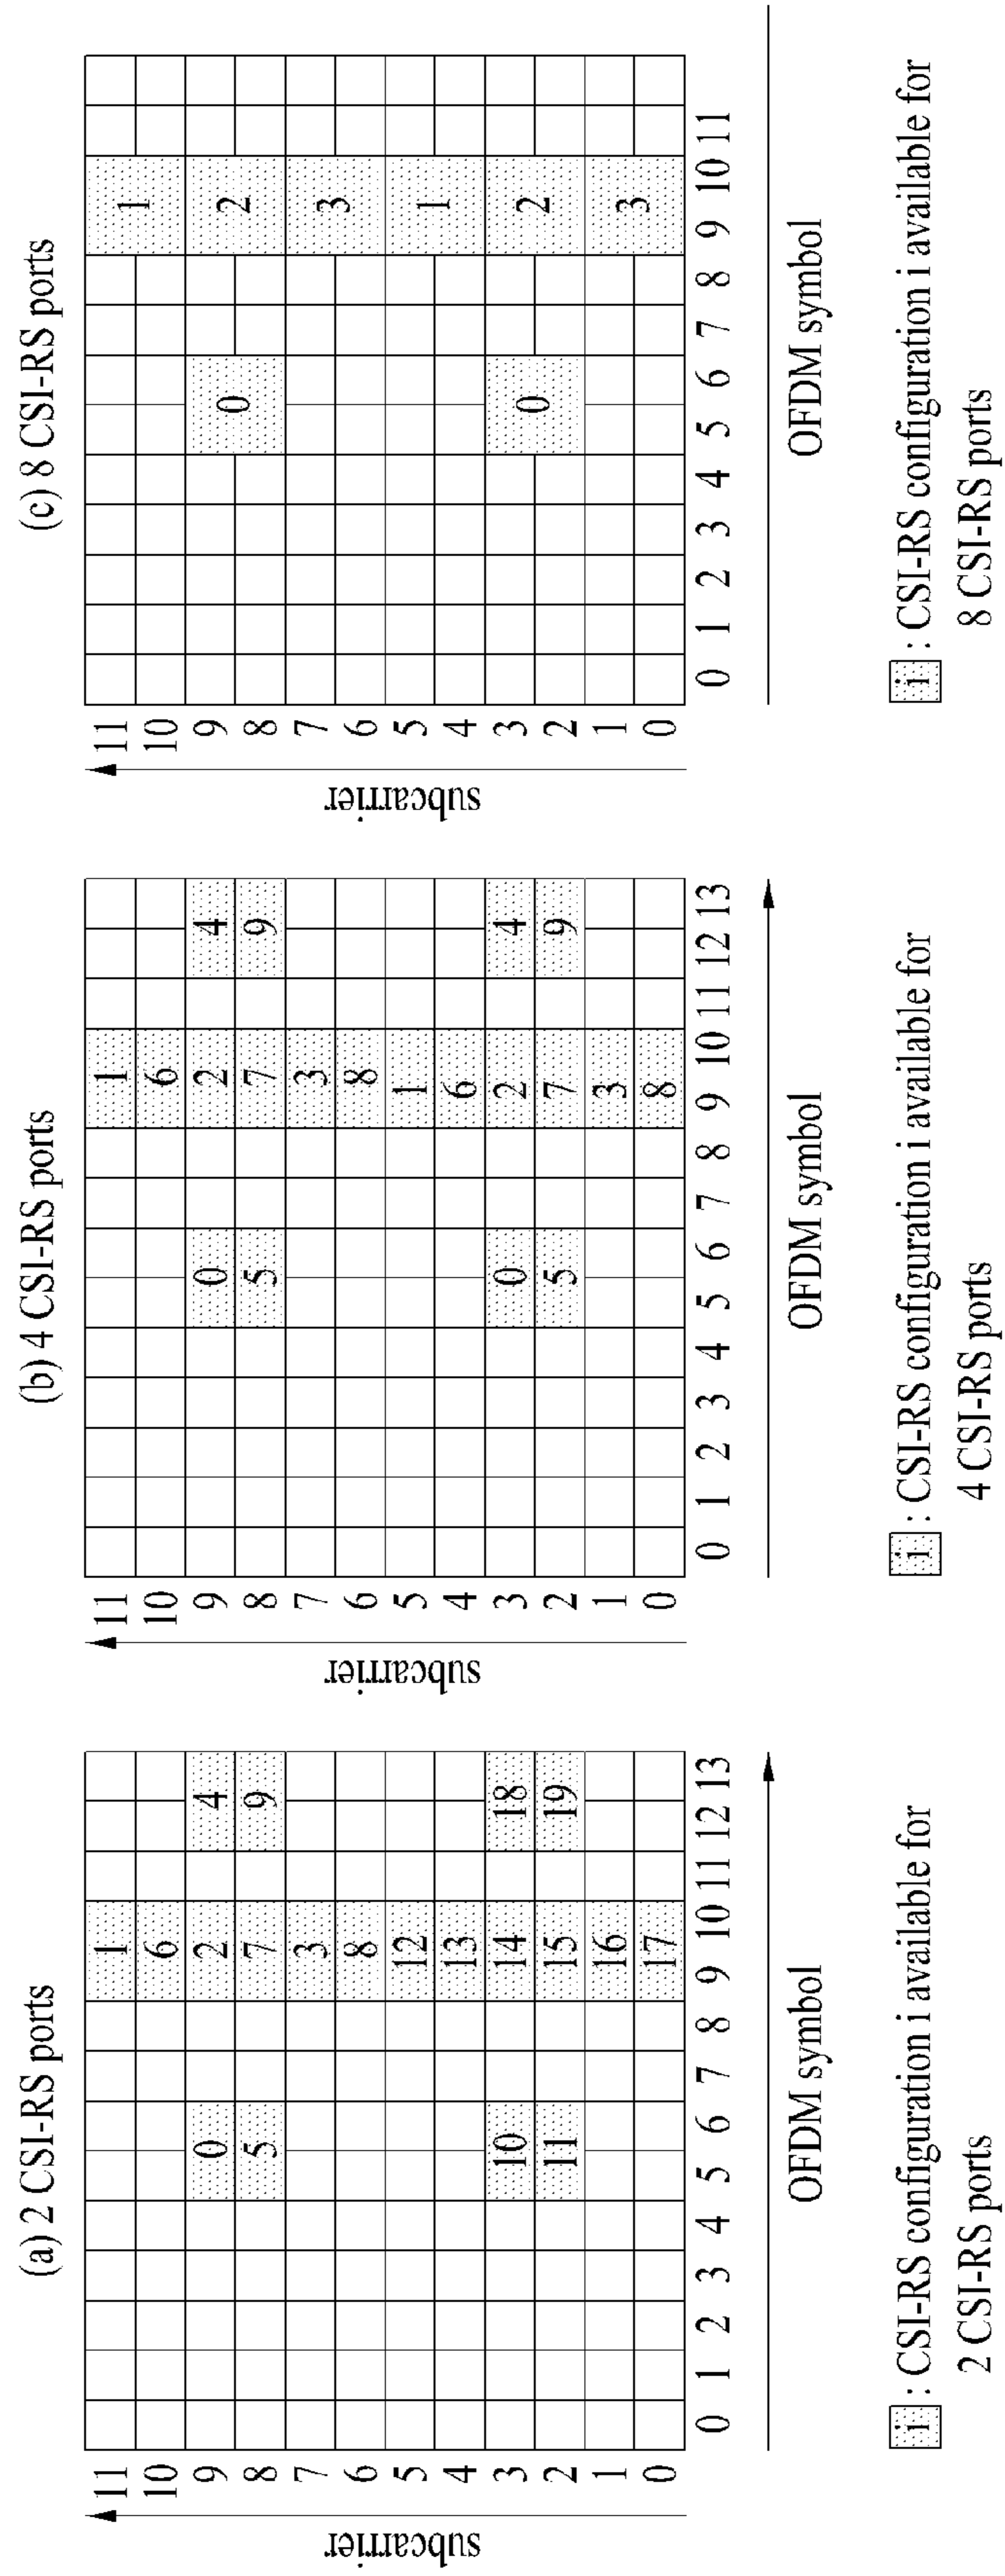 (a) 2 CSI-RS ports
subcarrier
11 1
10 6
9 0 2 4
8 5 7 9
7 3
6 8
5 12
4 13
3 10 14 18
2 11 15 19
1 16
0 17
0 1 2 3 4 5 6 7 8 9 10 11 12 13
OFDM symbol
i : CSI-RS configuration i available for
2 CSI-RS ports
(b) 4 CSI-RS ports
subcarrier
11 1
10 6
9 0 2 4
8 5 7 9
7 3
6 8
5 1
4 6
3 0 2 4
2 5 7 9
1 3
0 8
0 1 2 3 4 5 6 7 8 9 10 11 12 13
OFDM symbol
i : CSI-RS configuration i available for
4 CSI-RS ports
(c) 8 CSI-RS ports
subcarrier
11
1
10
9
0 2
8
7
3
6
5
1
4
3
0 2
2
1
3
0
0 1 2 3 4 5 6 7 8 9 10 11
OFDM symbol
i : CSI-RS configuration i available for
8 CSI-RS ports